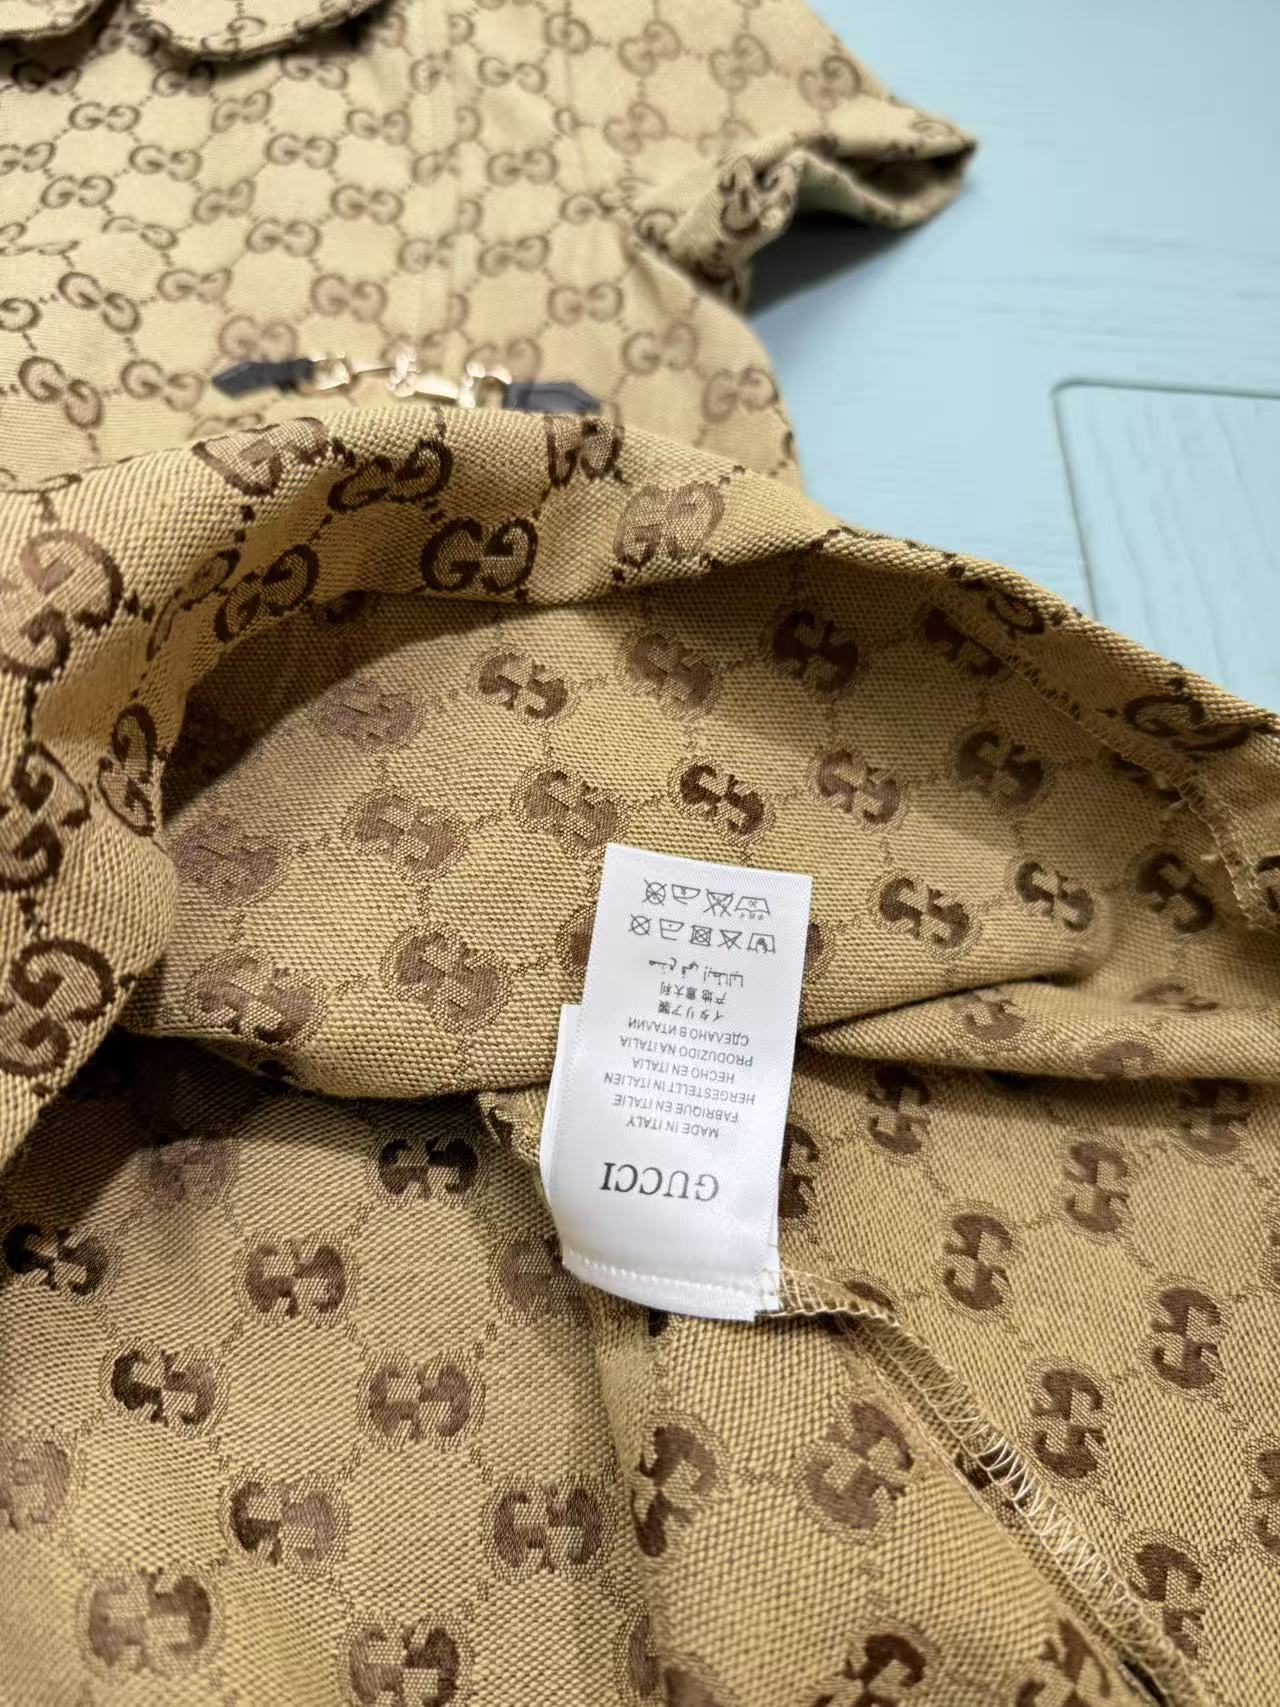 GUCCI
MADE IN ITALY
FABRIQUE EN ITALIE
HERGESTELLT IN ITALIEN
HECHO EN ITALIA
PRODUZIDO NA ITALIA
СДЕЛАНО В ИТАЛИИ
イタリア製
产地 意大利
صنع في إيطاليا